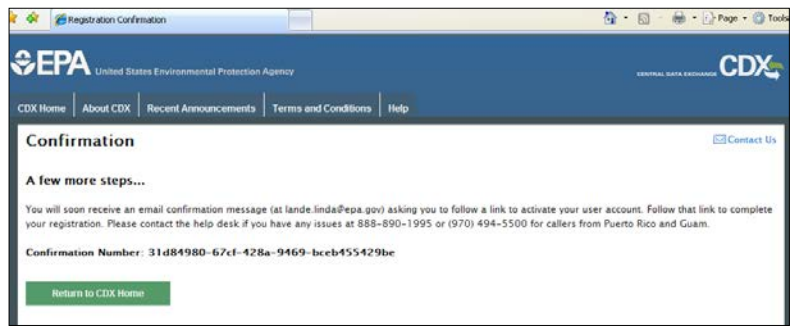 Registration Confirmation
Page
Tools
EPA United States Environmental Protection Agency
CENTRAL DATA EXCHANGE CDX
CDX Home About CDX Recent Announcements Terms and Conditions Help
Confirmation
Contact Us
A few more steps...
You will soon receive an email confirmation message (at lande.linda@epa.gov) asking you to follow a link to activate your user account. Follow that link to complete
your registration. Please contact the help desk if you have any issues at 888-890-1995 or (970) 494-5500 for callers from Puerto Rico and Guam.
Confirmation Number: 31d84980-67cf-428a-9469-bceb455429be
Return to CDX Home